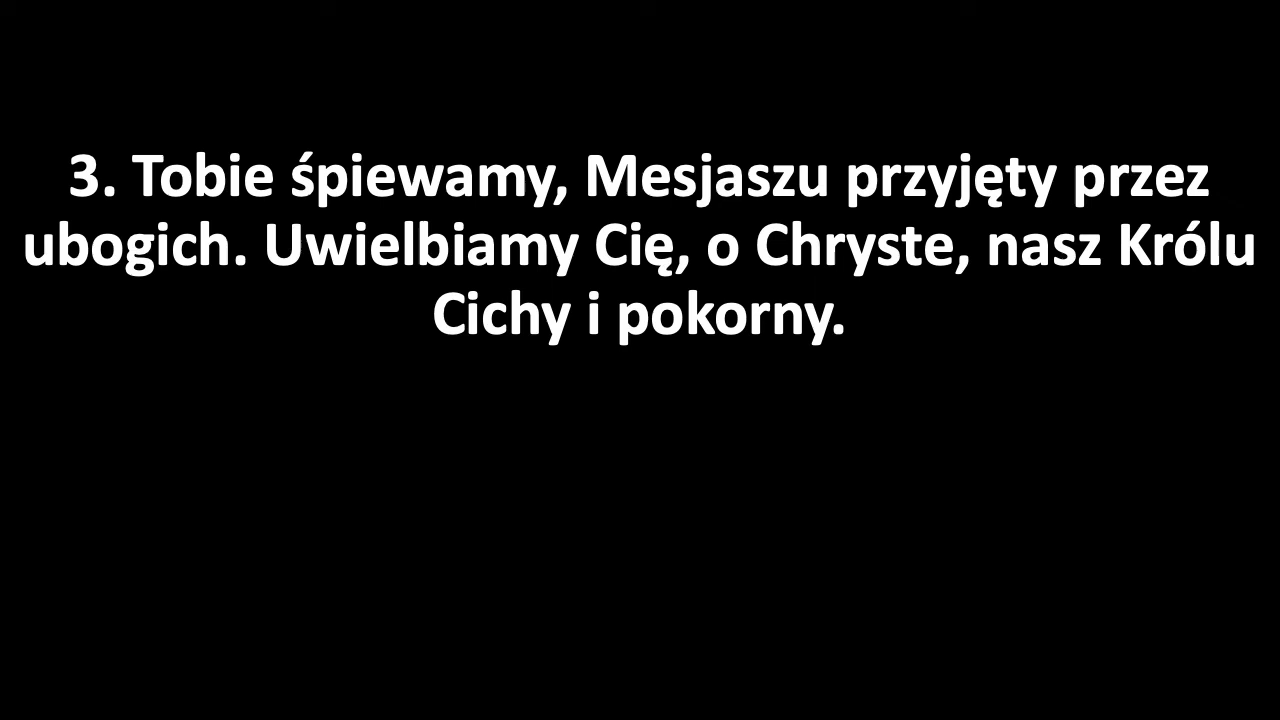 3. Tobie śpiewamy, Mesjaszu przyjęty przez
ubogich. Uwielbiamy Cię, o Chryste, nasz Królu
Cichy i pokorny.